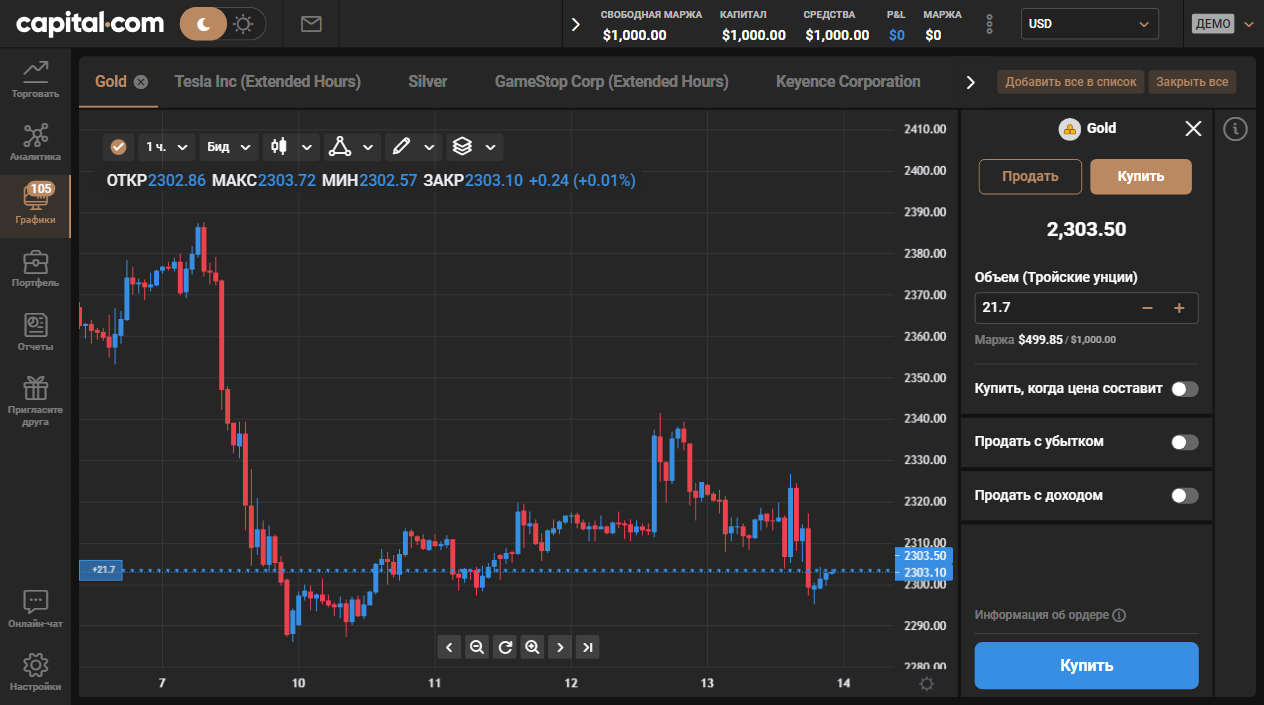 capital.com
СВОБОДНАЯ МАРЖА
$1,000.00
КАПИТАЛ
$1,000.00
СРЕДСТВА
$1,000.00
P&L
$0
МАРЖА
$0
USD
ДЕМО
Торговать
Аналитика
105
Графики
Портфель
Отчеты
Пригласите
друга
Онлайн-чат
Настройки
Gold
Tesla Inc (Extended Hours)
Silver
GameStop Corp (Extended Hours)
Keyence Corporation
Добавить все в список
Закрыть все
1 ч.
Бид
ОТКР2302.86 МАКС2303.72 МИН2302.57 ЗАКР2303.10 +0.24 (+0.01%)
2410.00
2400.00
2390.00
2380.00
2370.00
2360.00
2350.00
2340.00
2330.00
2320.00
2310.00
2303.50
2303.10
2300.00
2290.00
2280.00
+21.7
7
10
11
12
13
14
Gold
Продать
Купить
2,303.50
Объем (Тройские унции)
21.7
Маржа $499.85 / $1,000.00
Купить, когда цена составит
Продать с убытком
Продать с доходом
Информация об ордере
Купить